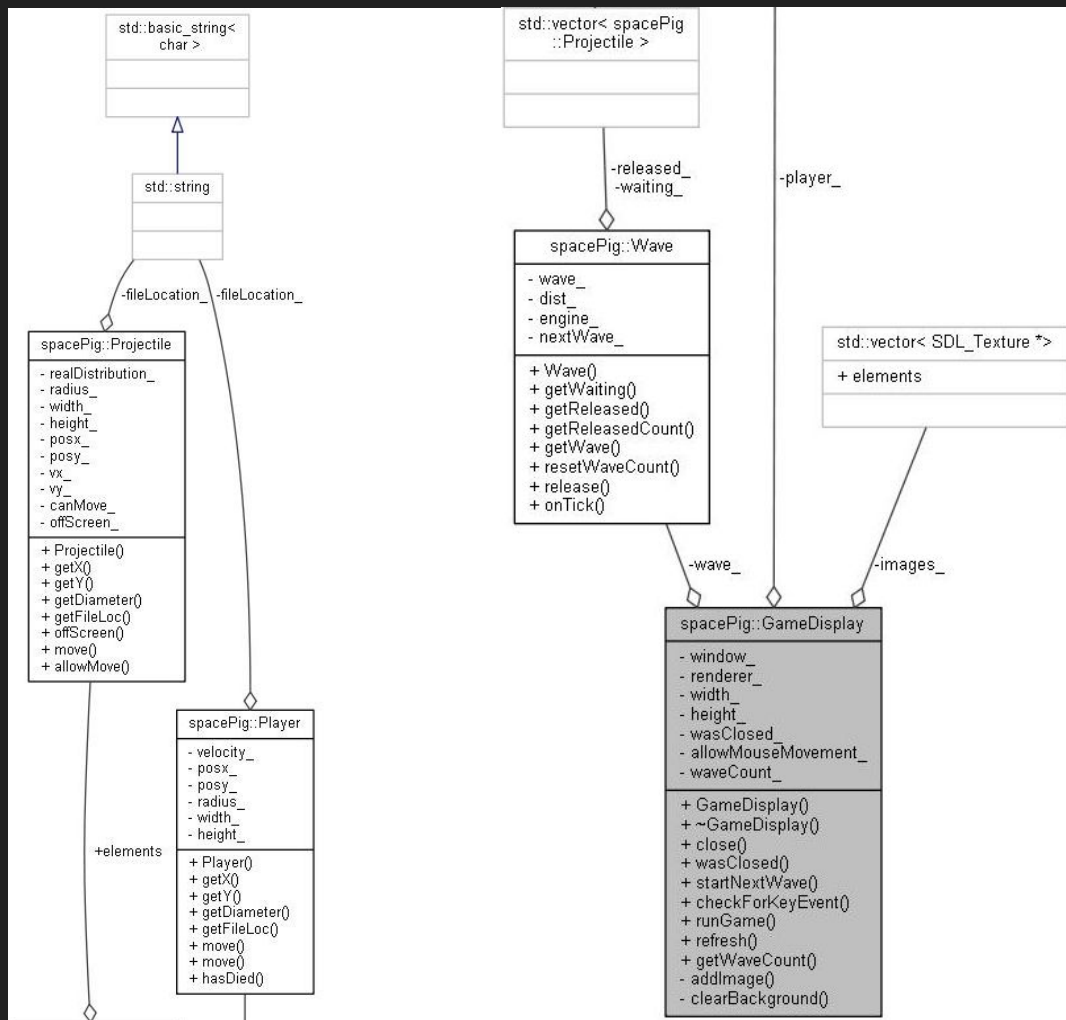 std::basic_string<
char >
std::string
-fileLocation_
-fileLocation_
spacePig::Projectile
- realDistribution_
- radius_
- width_
- height_
- posx_
- posy_
- vx_
- vy_
- canMove_
- offScreen_
+ Projectile()
+ getX()
+ getY()
+ getDiameter()
+ getFileLoc()
+ offScreen()
+ move()
+ allowMove()
+elements
spacePig::Player
- velocity_
- posx_
- posy_
- radius_
- width_
- height_
+ Player()
+ getX()
+ getY()
+ getDiameter()
+ getFileLoc()
+ move()
+ move()
+ hasDied()
std::vector< spacePig
::Projectile >
-released_
-waiting_
-player_
spacePig::Wave
- wave_
- dist_
- engine_
- nextWave_
+ Wave()
+ getWaiting()
+ getReleased()
+ getReleasedCount()
+ getWave()
+ resetWaveCount()
+ release()
+ onTick()
std::vector< SDL_Texture *>
+ elements
-wave_
-images_
spacePig::GameDisplay
- window_
- renderer_
- width_
- height_
- wasClosed_
- allowMouseMovement_
- waveCount_
+ GameDisplay()
+ ~GameDisplay()
+ close()
+ wasClosed()
+ startNextWave()
+ checkForKeyEvent()
+ runGame()
+ refresh()
+ getWaveCount()
- addImage()
- clearBackground()